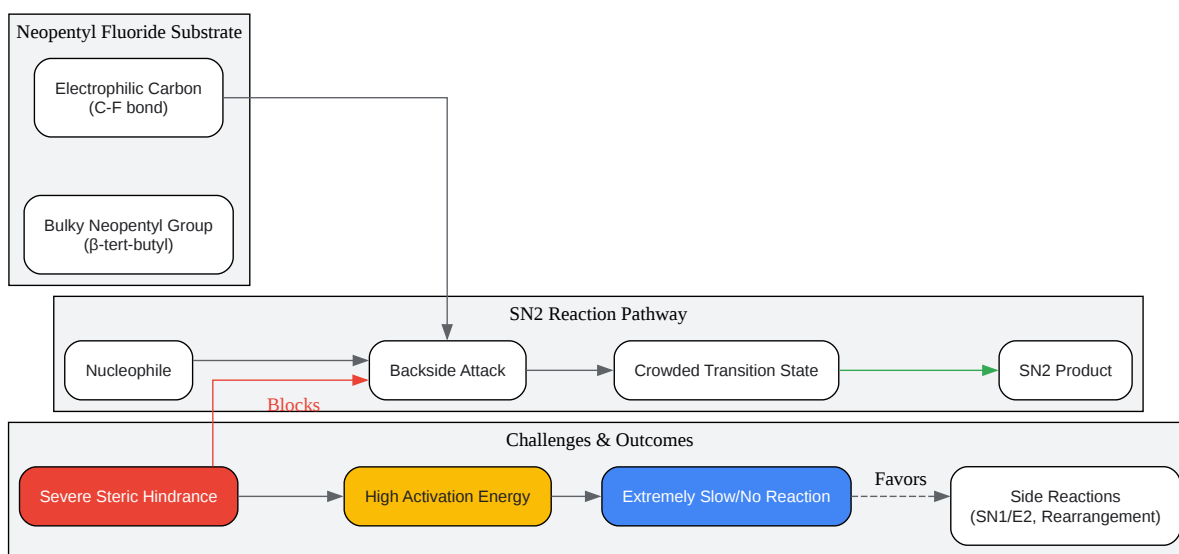 Neopentyl Fluoride Substrate
Electrophilic Carbon
(C-F bond)
Bulky Neopentyl Group
(β-tert-butyl)
SN2 Reaction Pathway
Nucleophile
Backside Attack
Crowded Transition State
SN2 Product
Blocks
Challenges & Outcomes
Severe Steric Hindrance
High Activation Energy
Extremely Slow/No Reaction
Favors
Side Reactions
(SN1/E2, Rearrangement)